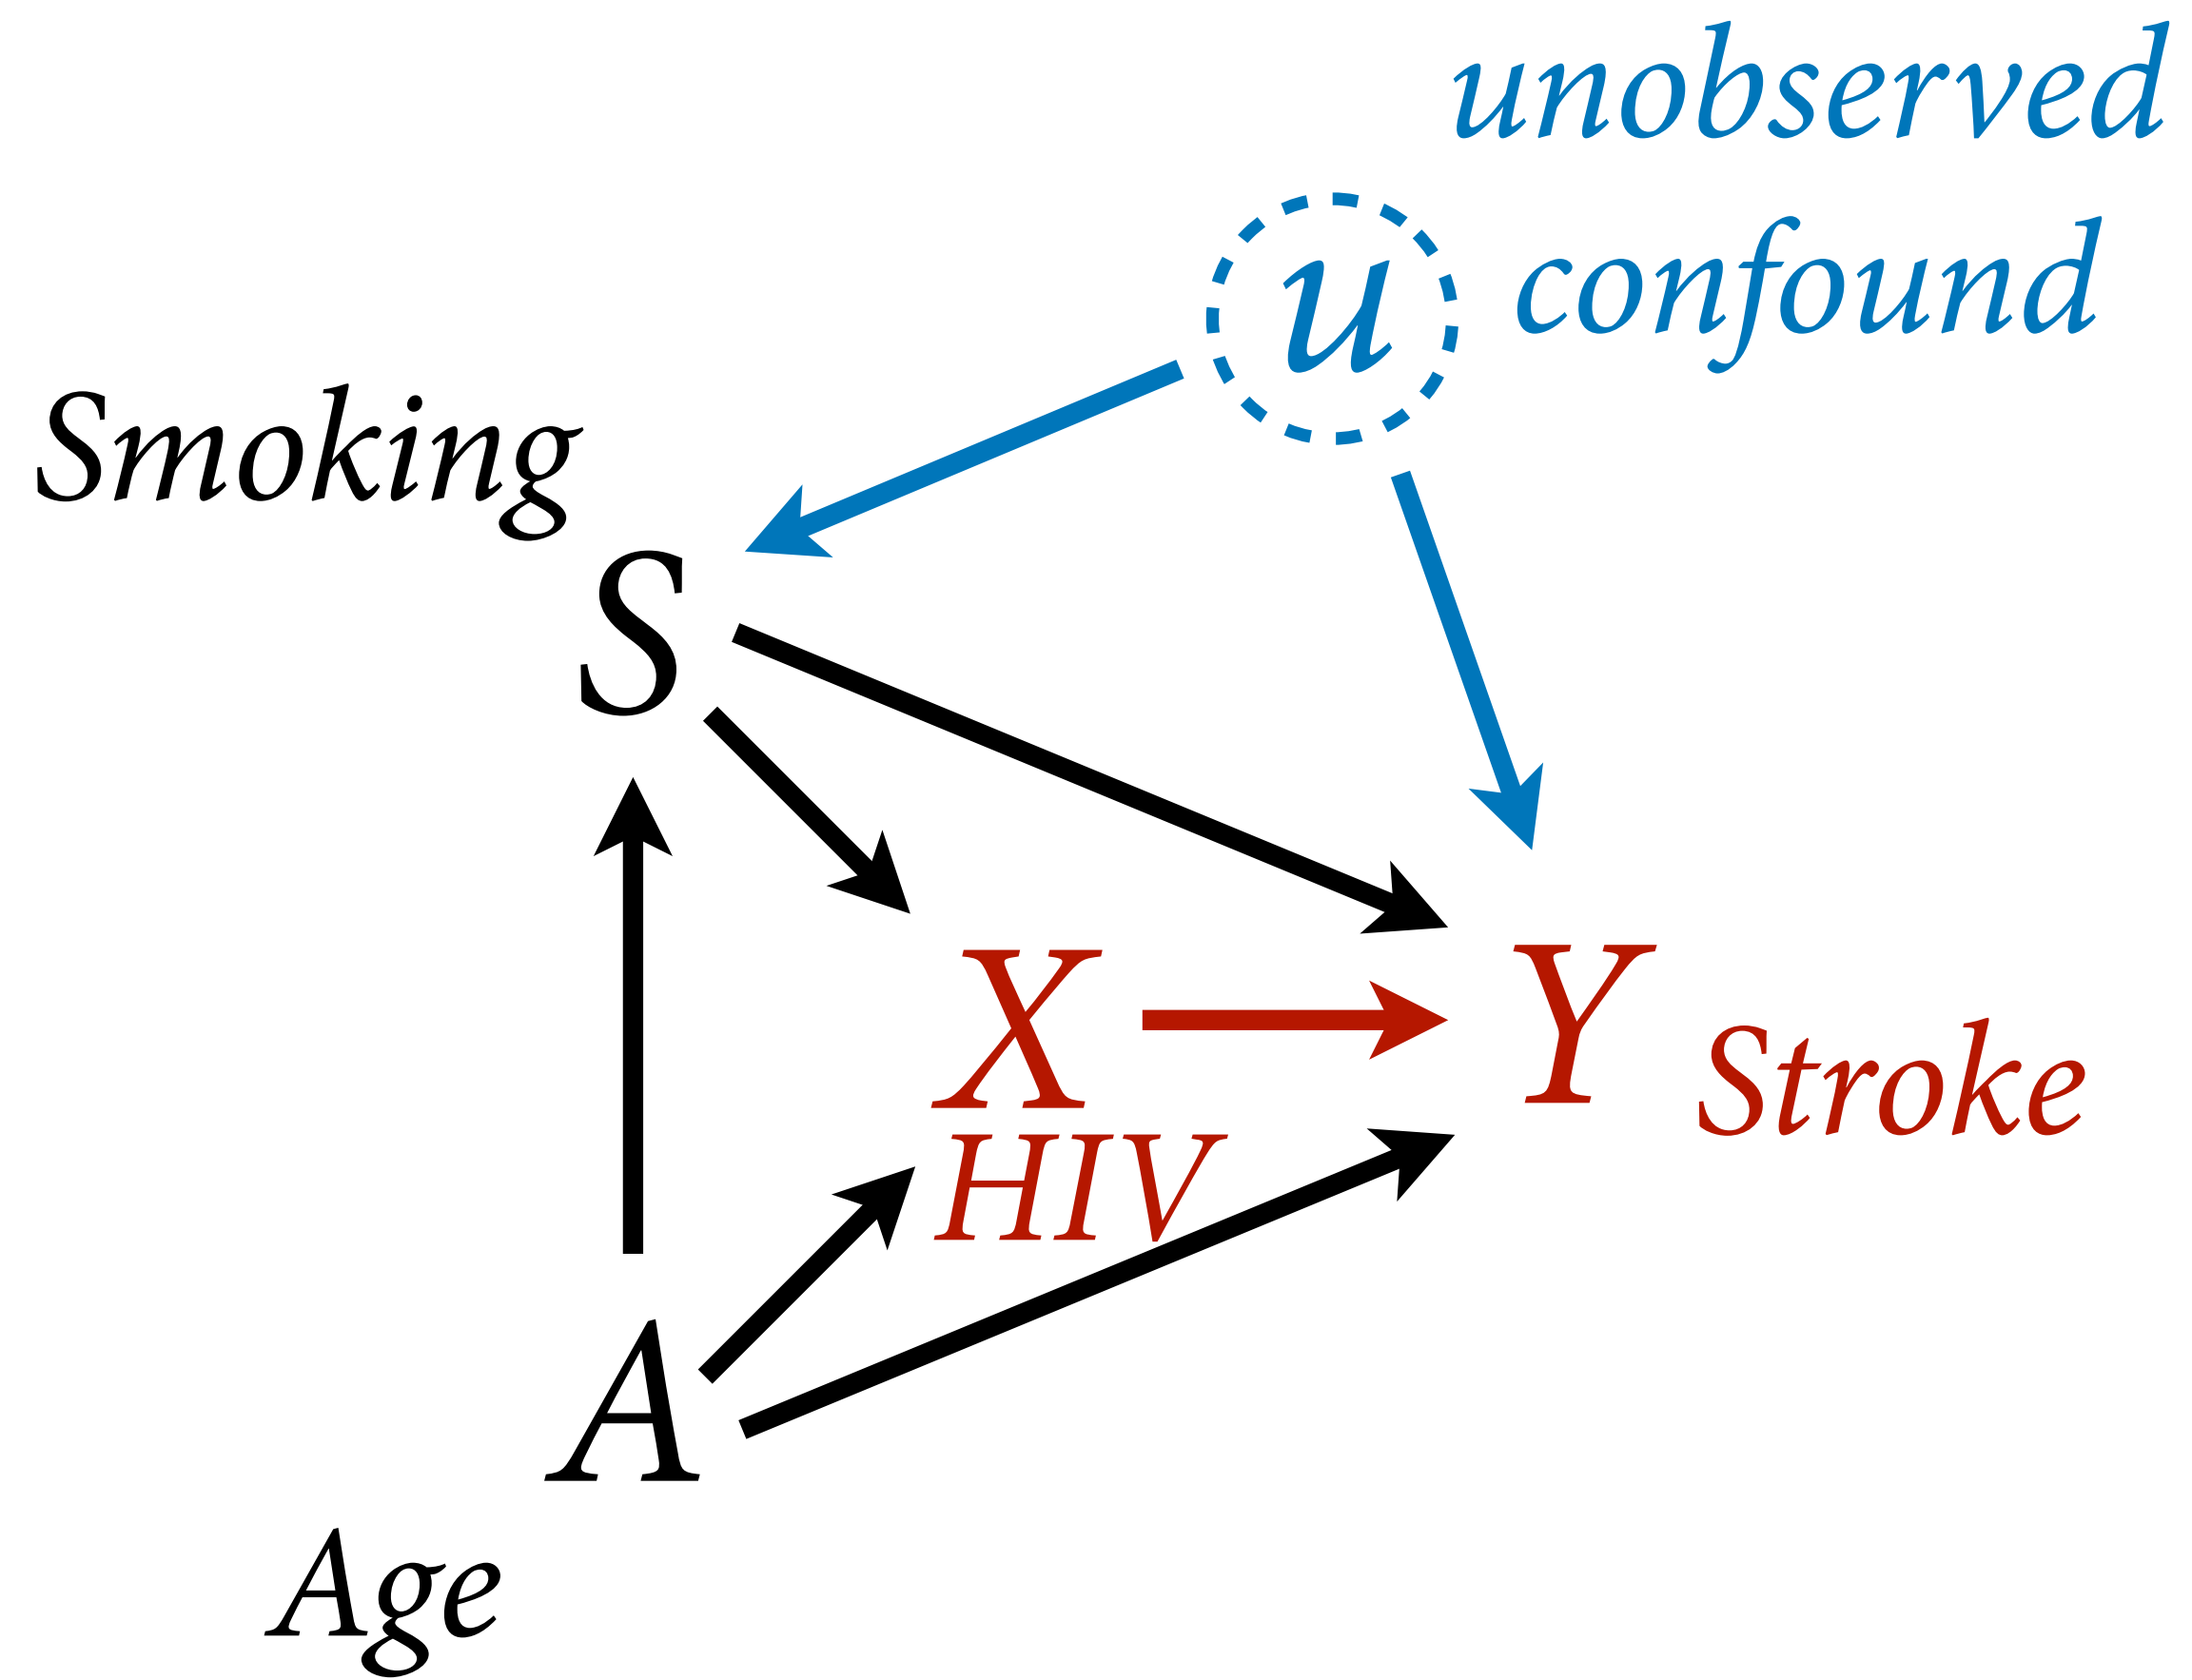 unobserved
confound
u
Smoking
S
X
HIV
Y
Stroke
A
Age